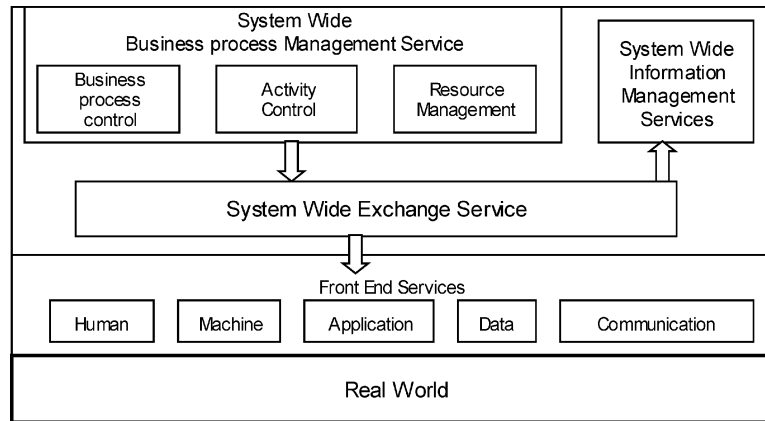 System Wide
Business process Management Service
Business
process
control
Activity
Control
Resource
Management
System Wide
Information
Management
Services
System Wide Exchange Service
Front End Services
Human
Machine
Application
Data
Communication
Real World